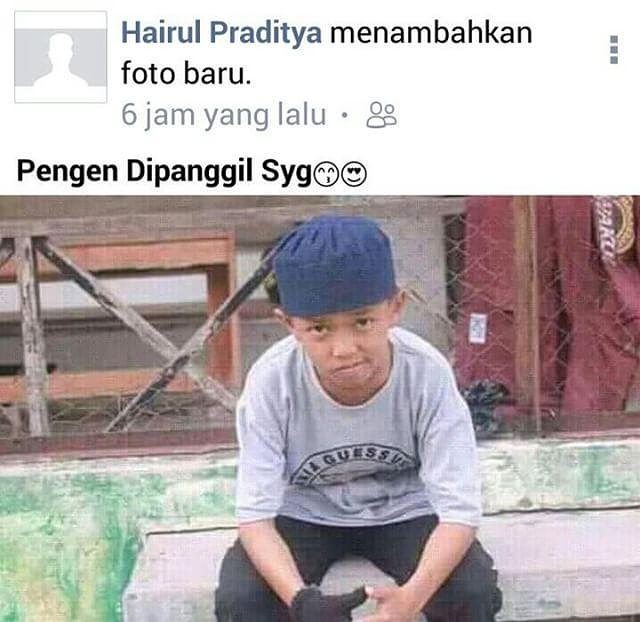 Hairul Praditya menambahkan
foto baru.
6 jam yang lalu ·
Pengen Dipanggil Syg😙😍
GUESS